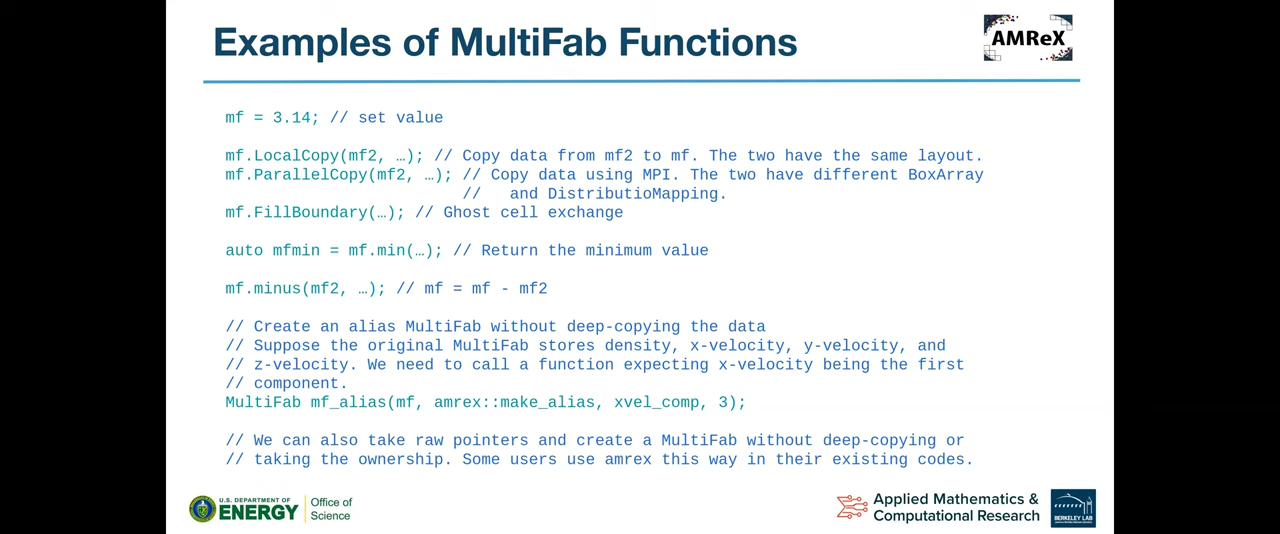 Examples of MultiFab Functions
AMReX
mf = 3.14; // set value
mf.LocalCopy(mf2, …); // Copy data from mf2 to mf. The two have the same layout.
mf.ParallelCopy(mf2, …); // Copy data using MPI. The two have different BoxArray
// and DistributioMapping.
mf.FillBoundary(…); // Ghost cell exchange
auto mfmin = mf.min(…); // Return the minimum value
mf.minus(mf2, …); // mf = mf - mf2
// Create an alias MultiFab without deep-copying the data
// Suppose the original MultiFab stores density, x-velocity, y-velocity, and
// z-velocity. We need to call a function expecting x-velocity being the first
// component.
MultiFab mf_alias(mf, amrex::make_alias, xvel_comp, 3);
// We can also take raw pointers and create a MultiFab without deep-copying or
// taking the ownership. Some users use amrex this way in their existing codes.
U.S. DEPARTMENT OF
ENERGY
Office of
Science
Applied Mathematics &
Computational Research
BERKELEY LAB